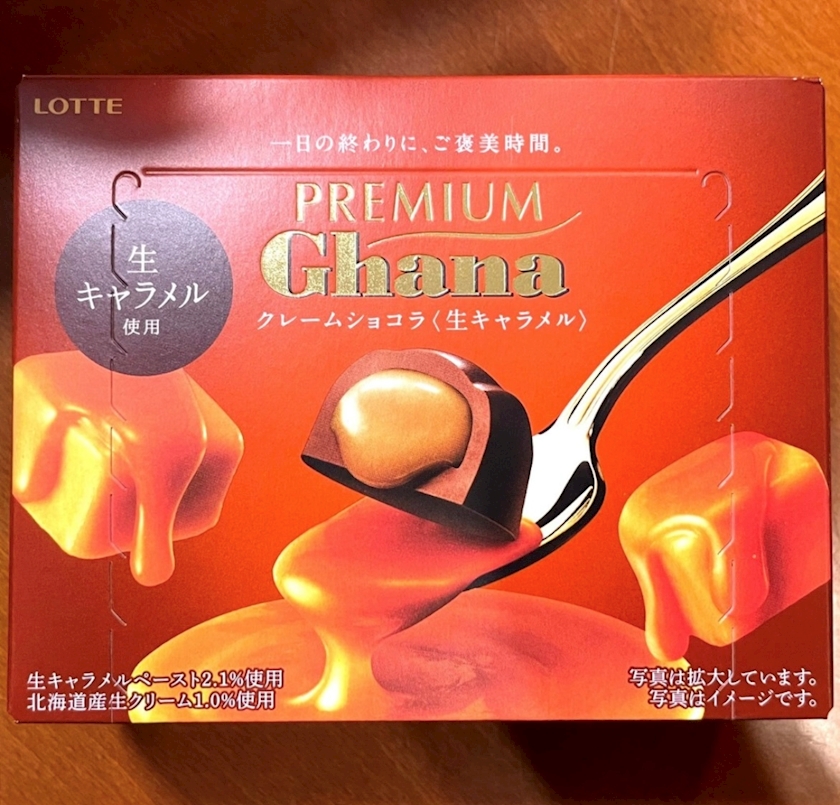 LOTTE
一日の終わりに、ご褒美時間。
PREMIUM
Ghana
クレームショコラ〈生キャラメル〉
生
キャラメル
使用
生キャラメルペースト2.1%使用
北海道産生クリーム1.0%使用
写真は拡大しています。
写真はイメージです。